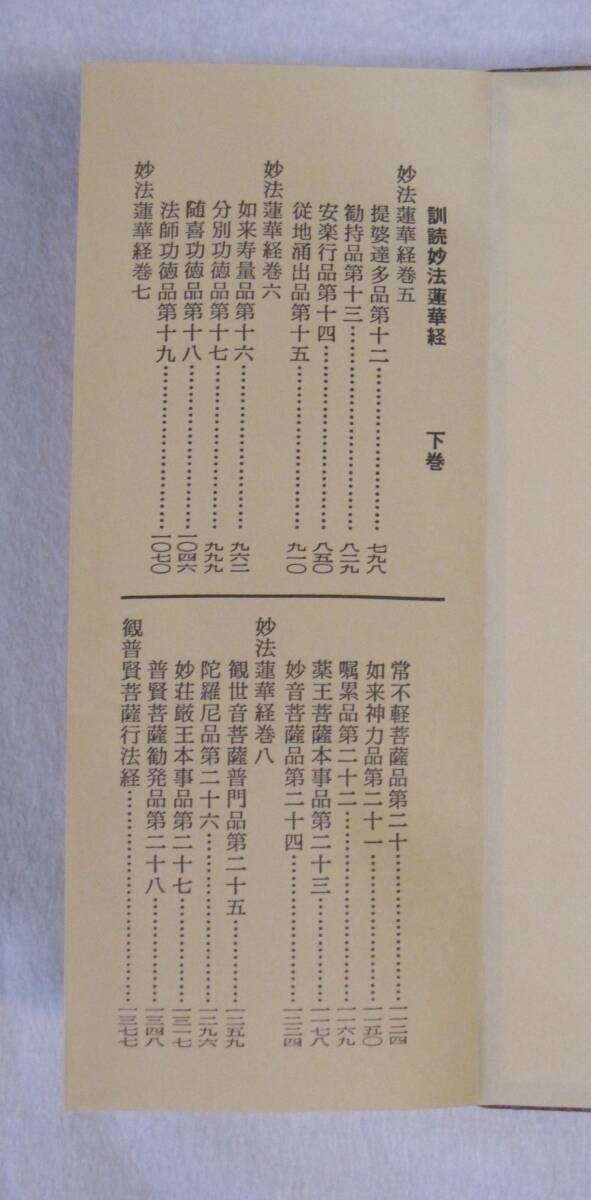 訓読妙法蓮華経　下巻
妙法蓮華経巻五
提婆達多品第十二………………七九八
勧持品第十三………………八二九
安楽行品第十四………………八五〇
従地涌出品第十五………………九一〇
妙法蓮華経巻六
如来寿量品第十六………………九六二
分別功徳品第十七………………九九九
随喜功徳品第十八………………一〇四六
法師功徳品第十九………………一〇七〇
妙法蓮華経巻七
常不軽菩薩品第二十………………一一二四
如来神力品第二十一………………一一五〇
嘱累品第二十二………………一一六九
薬王菩薩本事品第二十三………………一一七八
妙音菩薩品第二十四………………一二三四
妙法蓮華経巻八
観世音菩薩普門品第二十五………………一二五九
陀羅尼品第二十六………………一二九六
妙荘厳王本事品第二十七………………一三一七
普賢菩薩勧発品第二十八………………一三四八
観普賢菩薩行法経………………一三七七